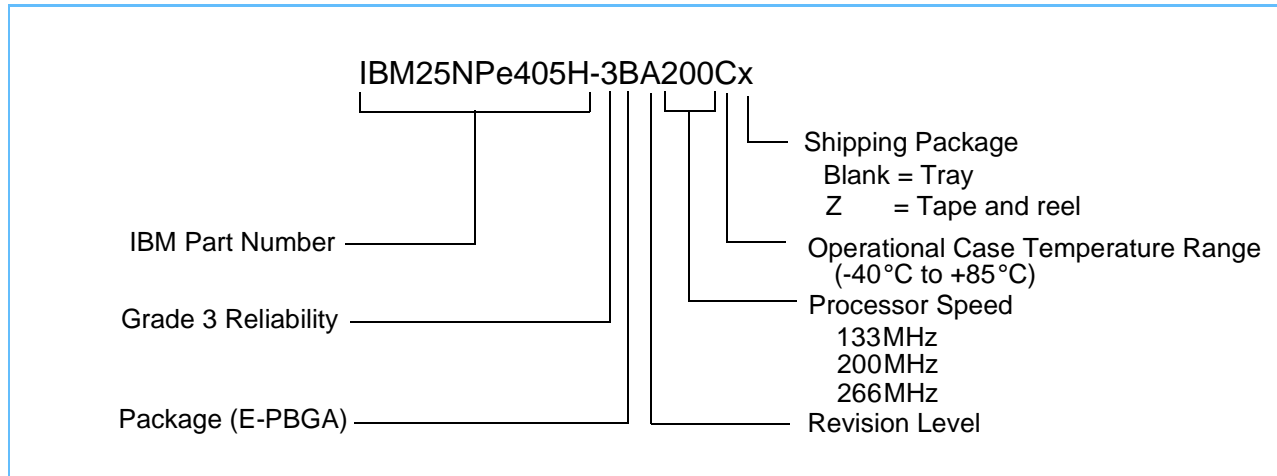 IBM25NPe405H-3BA200Cx
Shipping Package
Blank = Tray
Z = Tape and reel
IBM Part Number
Operational Case Temperature Range
(-40°C to +85°C)
Grade 3 Reliability
Processor Speed
133MHz
200MHz
266MHz
Package (E-PBGA)
Revision Level